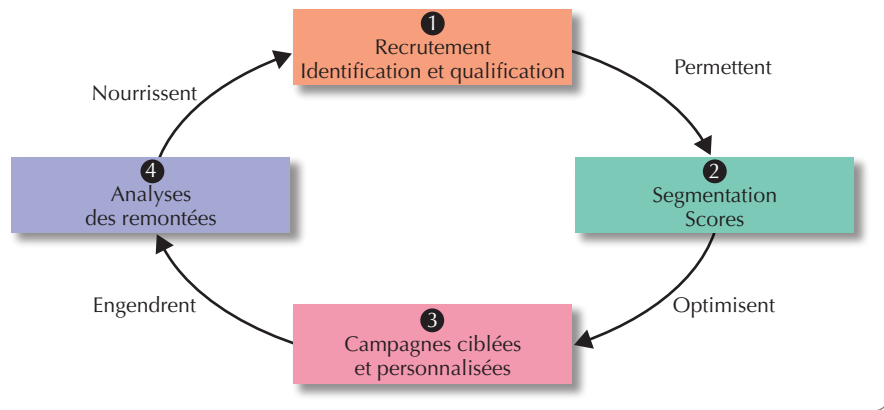 1
Recrutement
Identification et qualification
Permettent
2
Segmentation
Scores
Optimisent
3
Campagnes ciblées
et personnalisées
Engendrent
4
Analyses
des remontées
Nourrissent